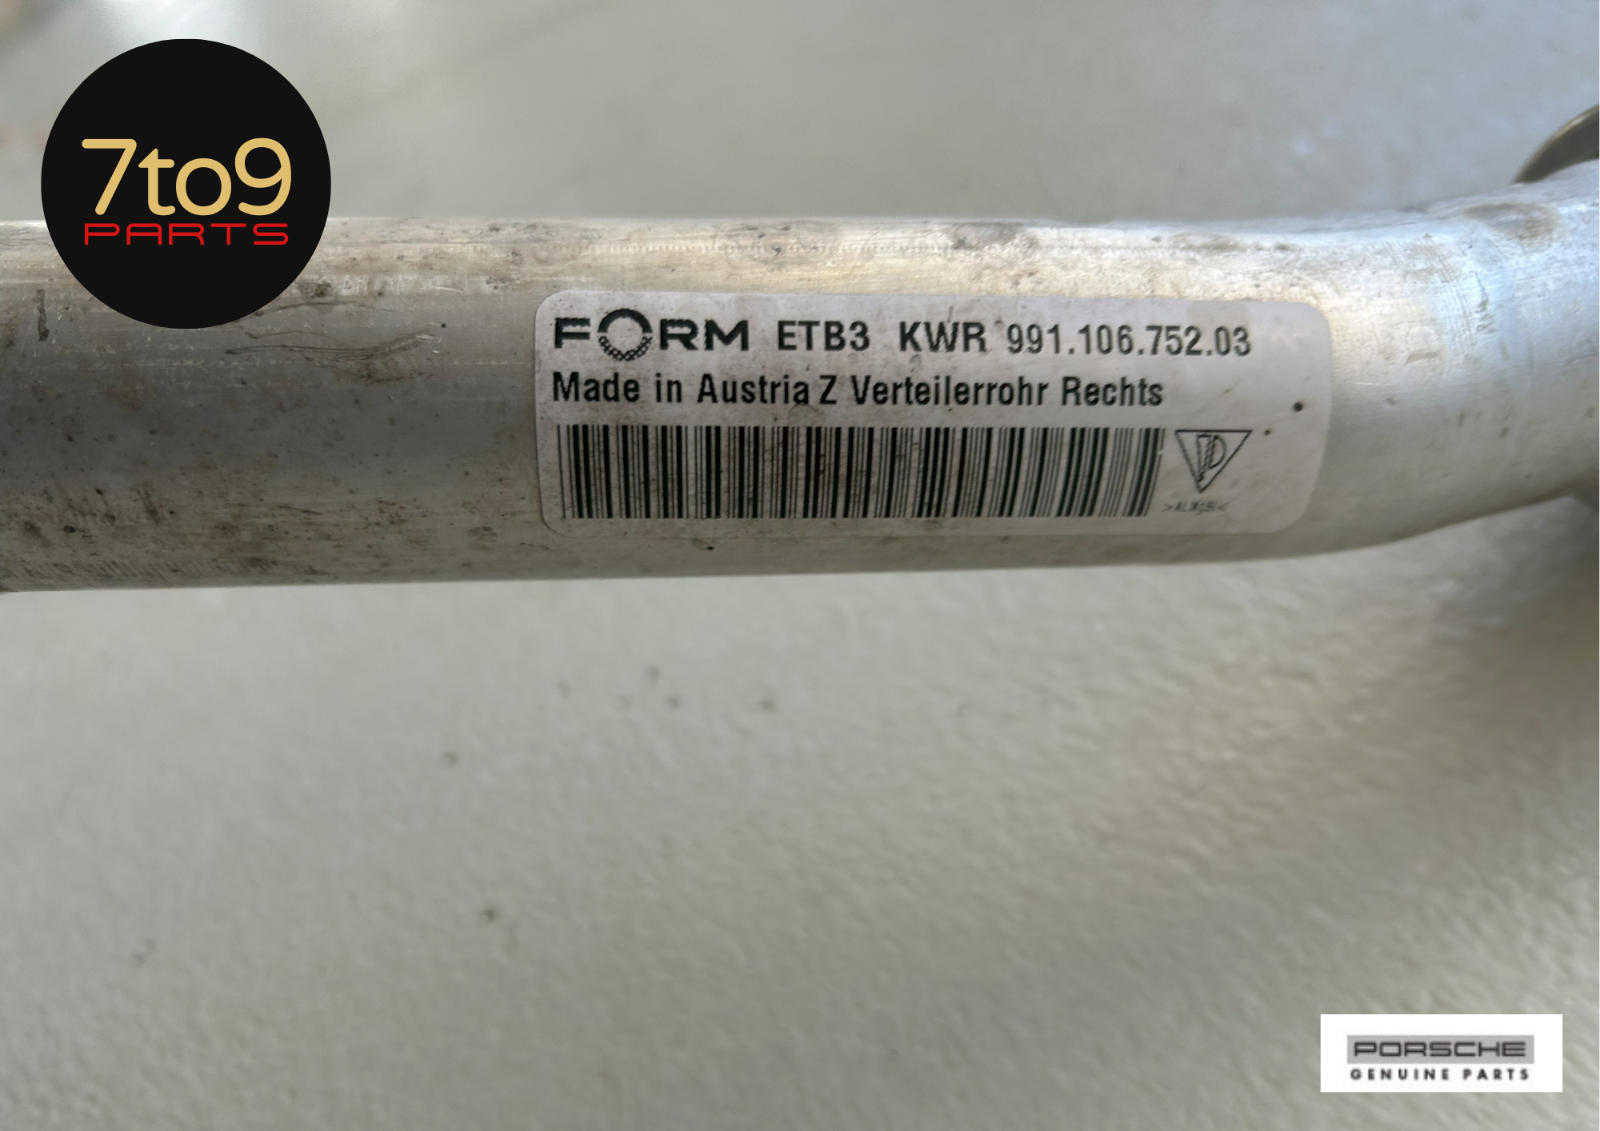 7to9
PARTS
FORM ETB3 KWR 991.106.752.03
Made in Austria Z Verteilerrohr Rechts
PORSCHE
GENUINE PARTS